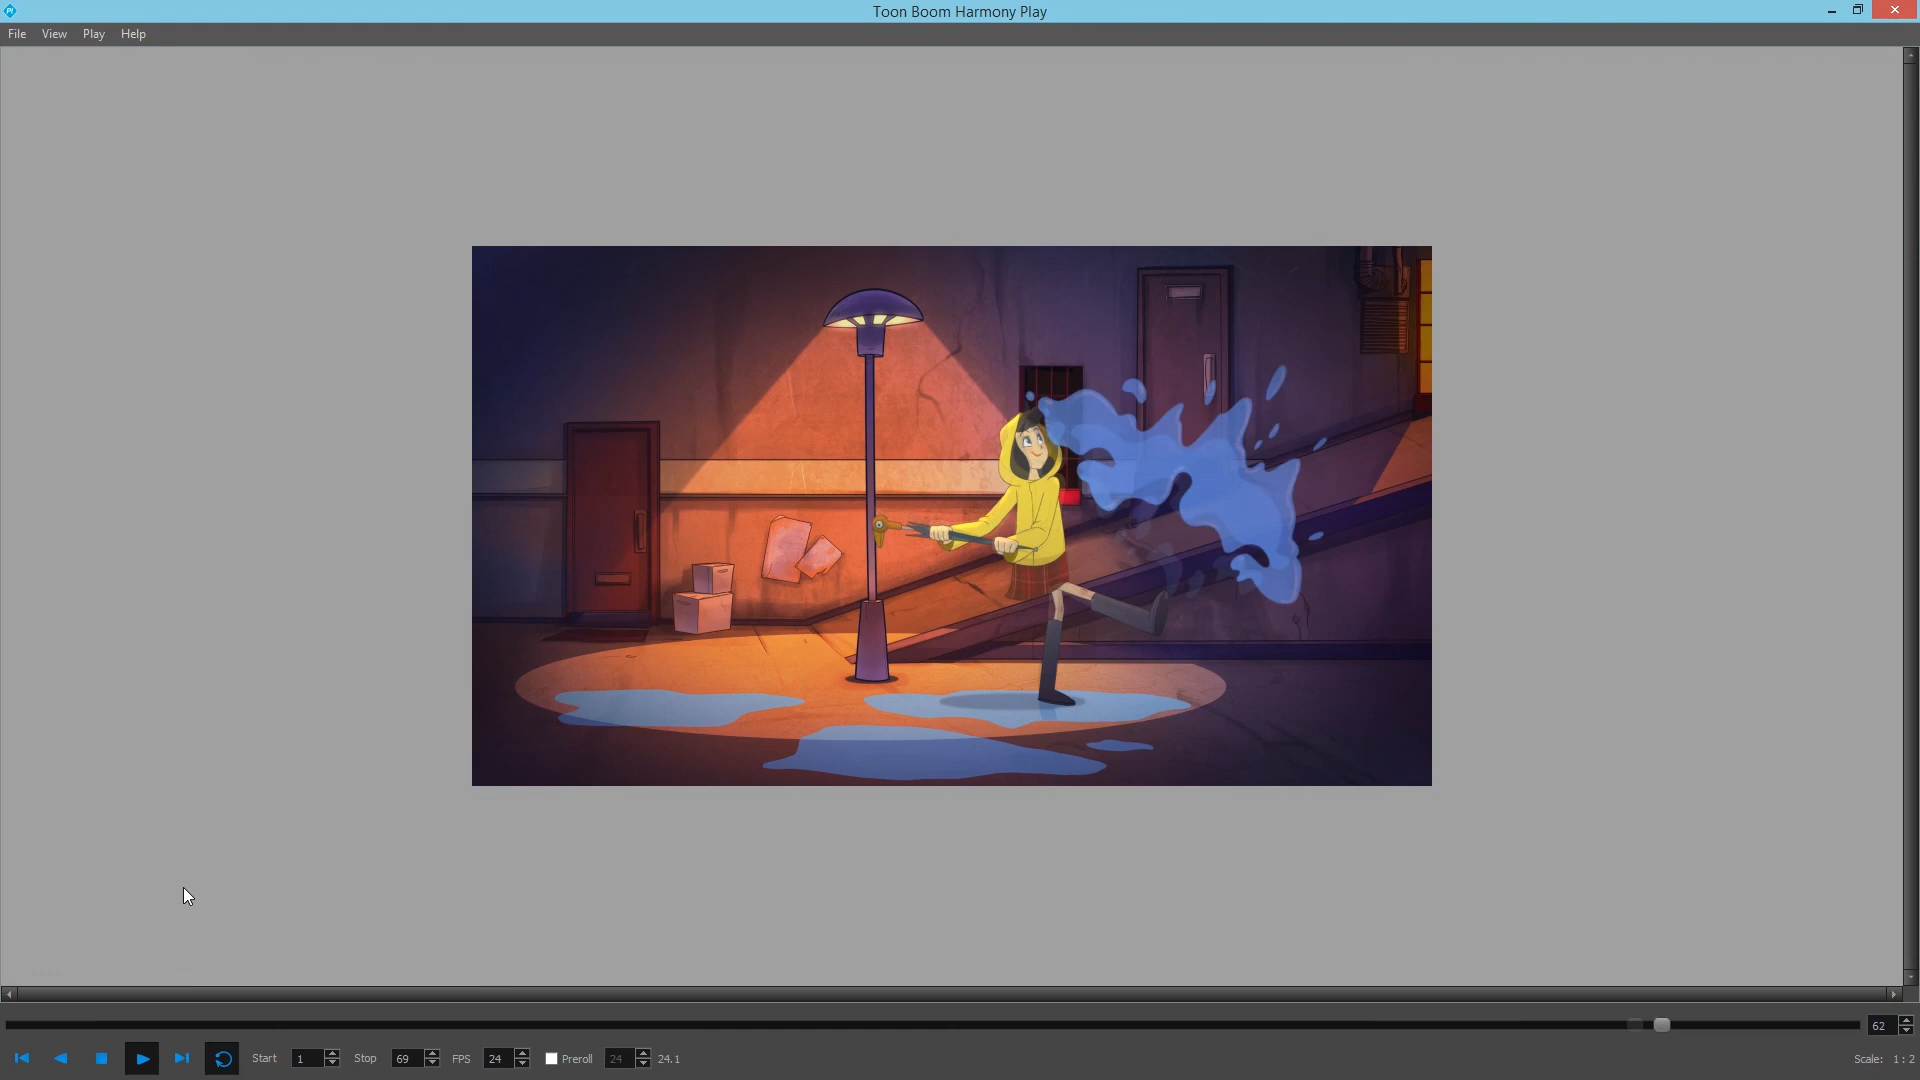 Toon Boom Harmony Play
File View Play Help
62
Start 1 Stop 69 FPS 24 Preroll 24 24.1 Scale: 1 : 2